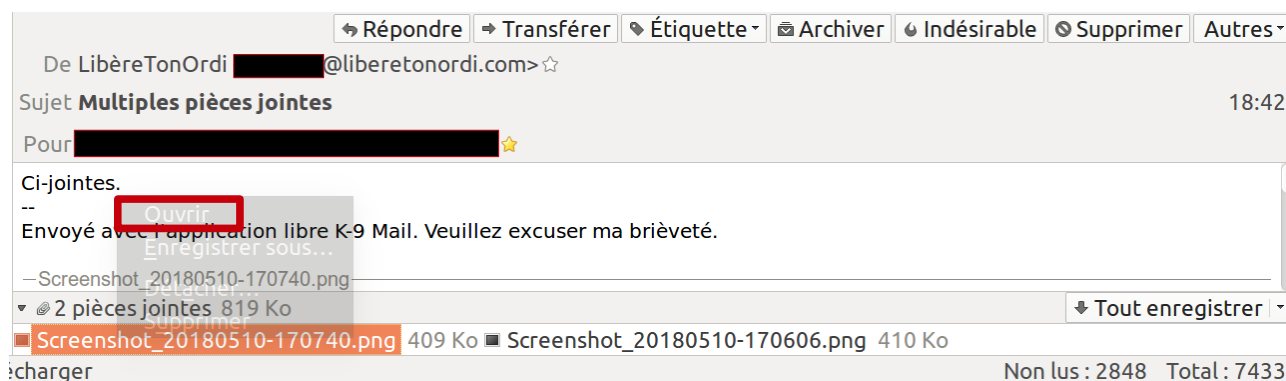 Répondre Transférer Étiquette Archiver Indésirable Supprimer Autres
De LibèreTonOrdi @liberetonordi.com>
Sujet Multiples pièces jointes 18:42
Pour
Ci-jointes.
--
Ouvrir
Envoyé avec l'application libre K-9 Mail. Veuillez excuser ma brièveté.
Enregistrer sous...
Screenshot_20180510-170740.png
Détacher...
2 pièces jointes 819 Ko Tout enregistrer
Supprimer
Screenshot_20180510-170740.png 409 Ko Screenshot_20180510-170606.png 410 Ko
écharger Non lus : 2848 Total : 7433